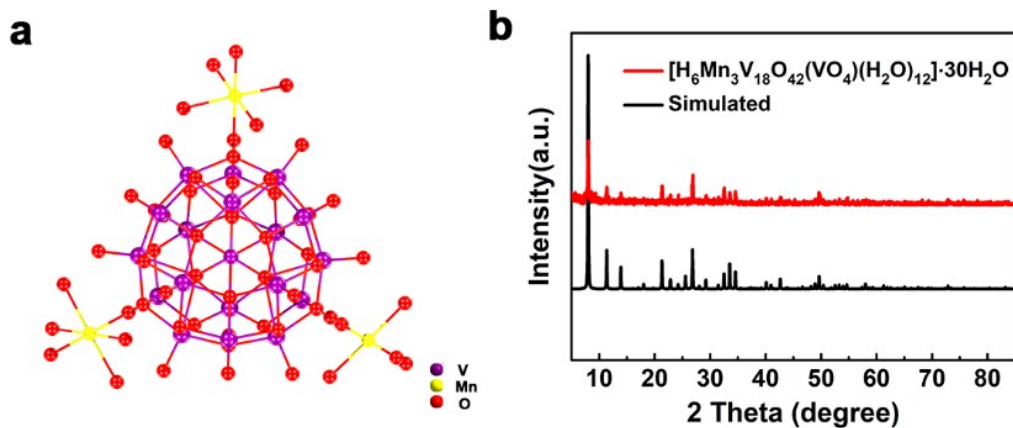 a
V
Mn
O
b
[H₆Mn₃V₁₈O₄₂(VO₄)(H₂O)₁₂]·30H₂O
Simulated
Intensity(a.u.)
10 20 30 40 50 60 70 80
2 Theta (degree)